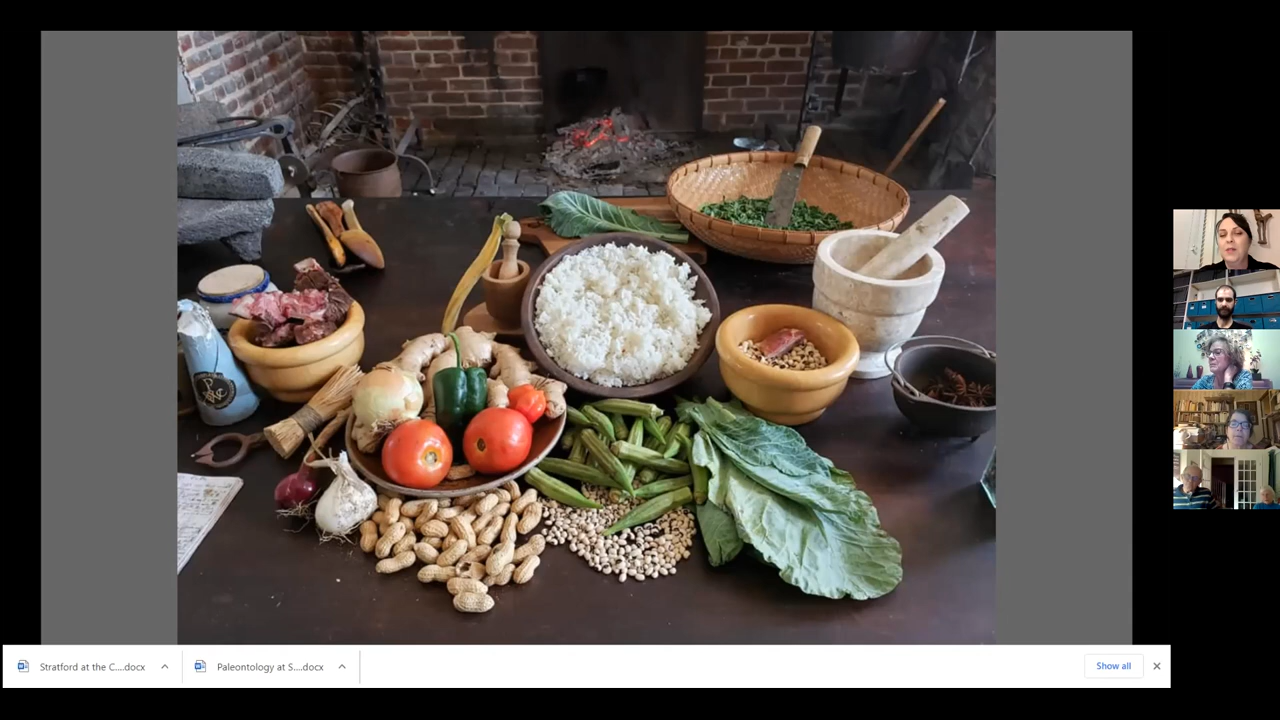 Stratford at the C....docx
Paleontology at S....docx
Show all